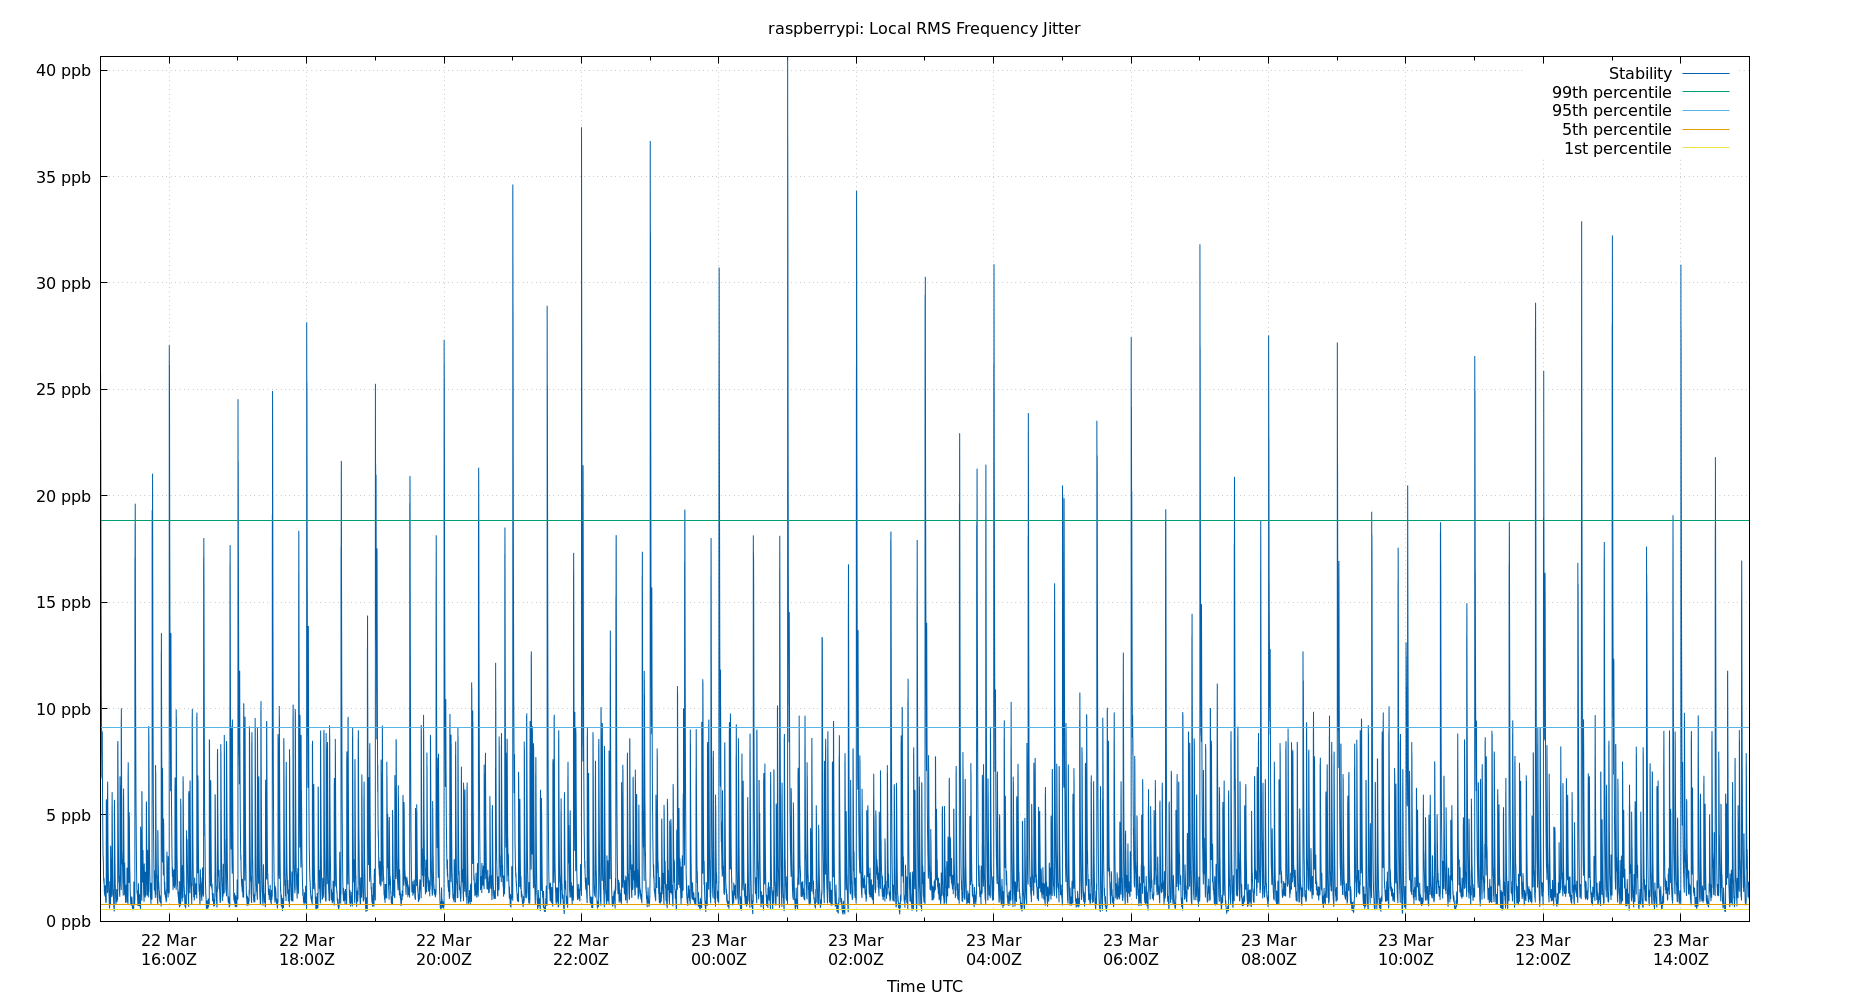 raspberrypi: Local RMS Frequency Jitter
40 ppb
35 ppb
30 ppb
25 ppb
20 ppb
15 ppb
10 ppb
5 ppb
0 ppb
Stability
99th percentile
95th percentile
5th percentile
1st percentile
22 Mar 22 Mar 22 Mar 22 Mar 23 Mar 23 Mar 23 Mar 23 Mar 23 Mar 23 Mar 23 Mar 23 Mar
16:00Z 18:00Z 20:00Z 22:00Z 00:00Z 02:00Z 04:00Z 06:00Z 08:00Z 10:00Z 12:00Z 14:00Z
Time UTC